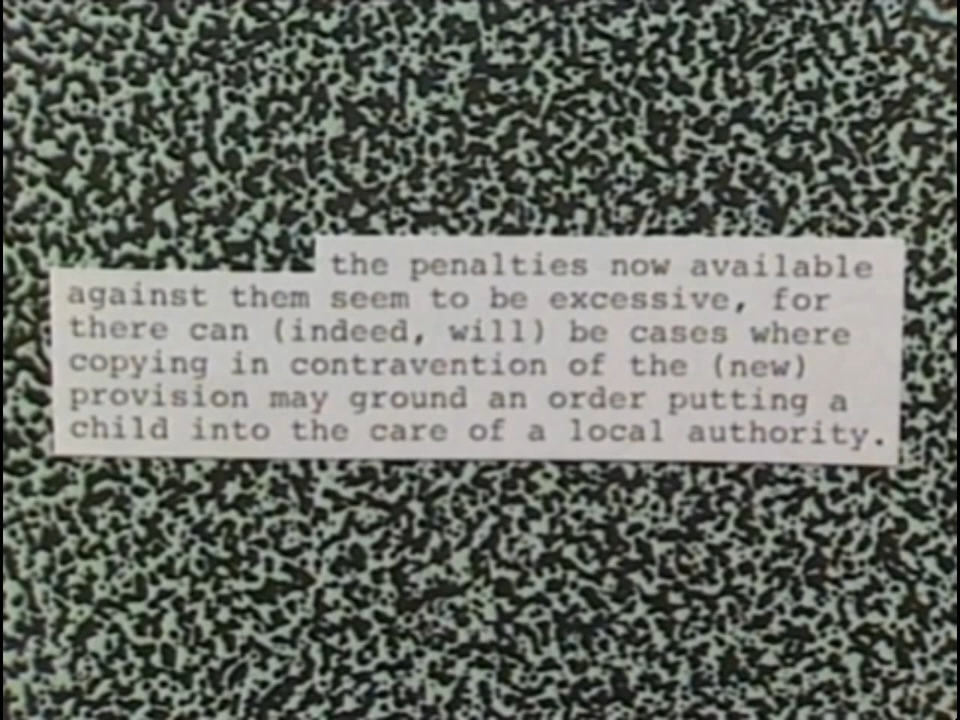 the penalties now available
against them seem to be excessive, for
there can (indeed, will) be cases where
copying in contravention of the (new)
provision may ground an order putting a
child into the care of a local authority.